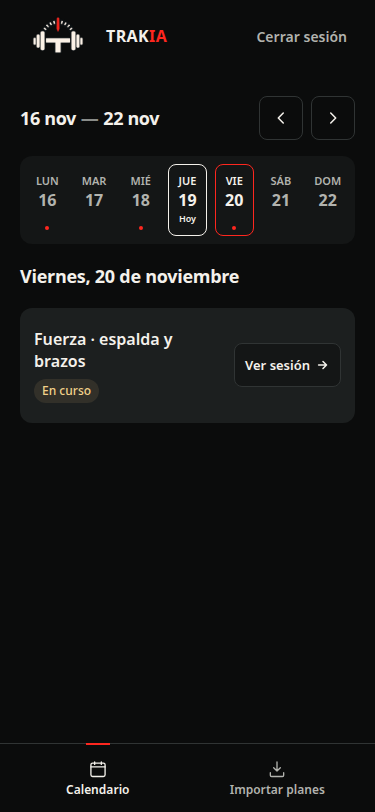 TRAKIA
Cerrar sesión
16 nov — 22 nov
LUN MAR MIÉ JUE VIE SÁB DOM
16 17 18 19 20 21 22
Hoy
Viernes, 20 de noviembre
Fuerza · espalda y
brazos
En curso
Ver sesión →
Calendario
Importar planes